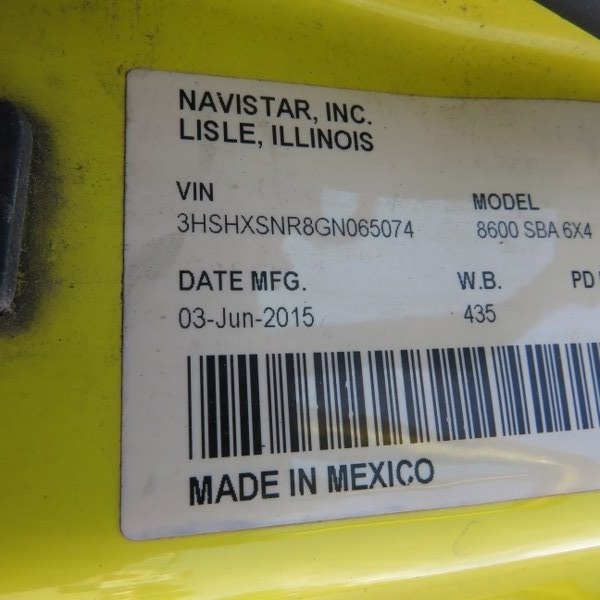 NAVISTAR, INC.
LISLE, ILLINOIS
VIN MODEL
3HSHXSNR8GN065074 8600 SBA 6X4
DATE MFG. W.B. PD
03-Jun-2015 435
MADE IN MEXICO